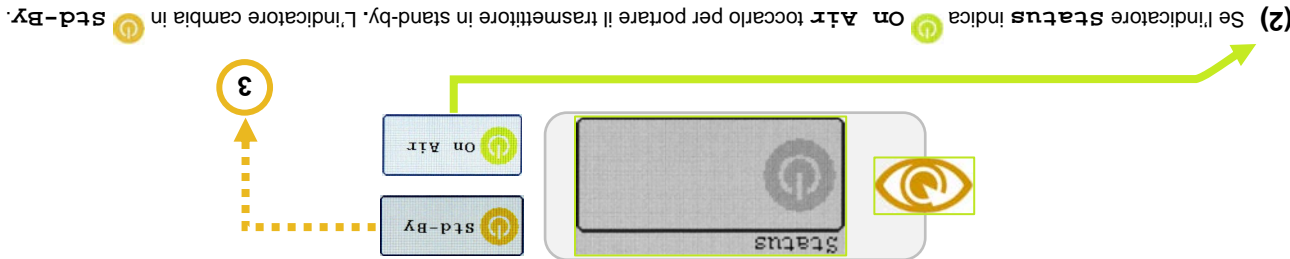 Status
Std-By
On Air
3
(2) Se l'indicatore Status indica On Air toccarlo per portare il trasmettitore in stand-by. L'indicatore cambia in Std-By.